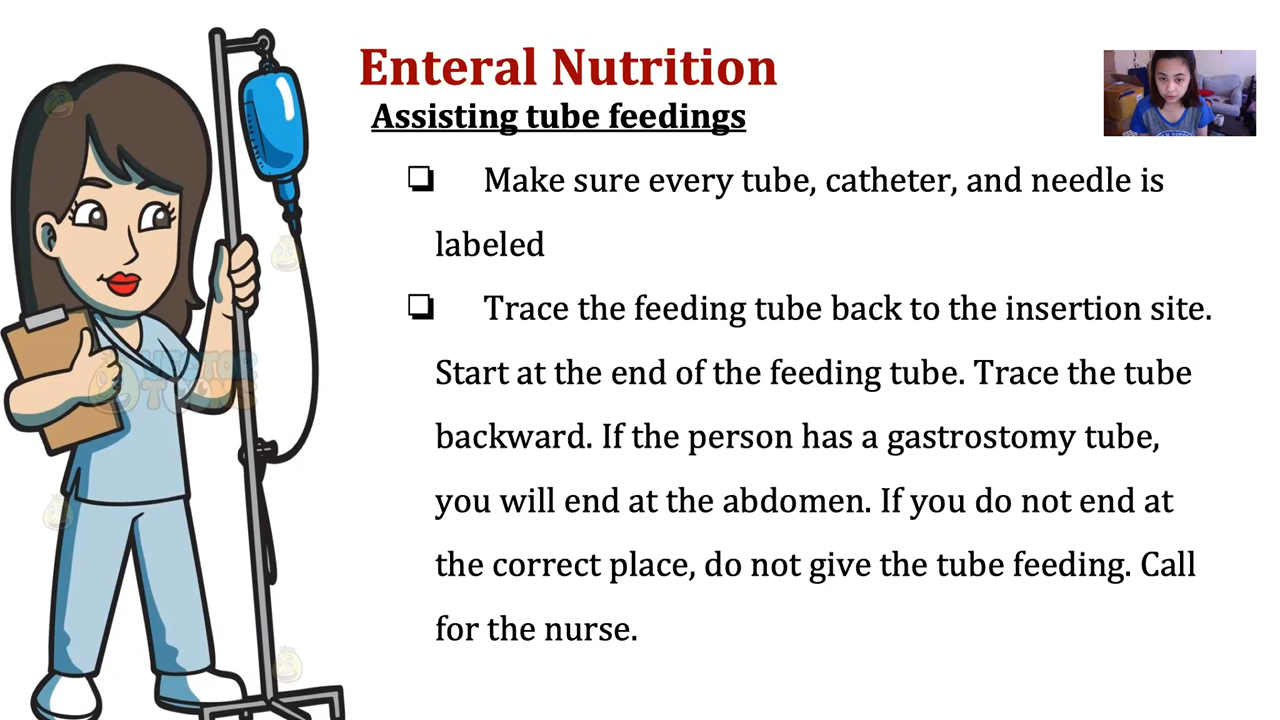 Enteral Nutrition
Assisting tube feedings
❏ Make sure every tube, catheter, and needle is
labeled
❏ Trace the feeding tube back to the insertion site.
Start at the end of the feeding tube. Trace the tube
backward. If the person has a gastrostomy tube,
you will end at the abdomen. If you do not end at
the correct place, do not give the tube feeding. Call
for the nurse.